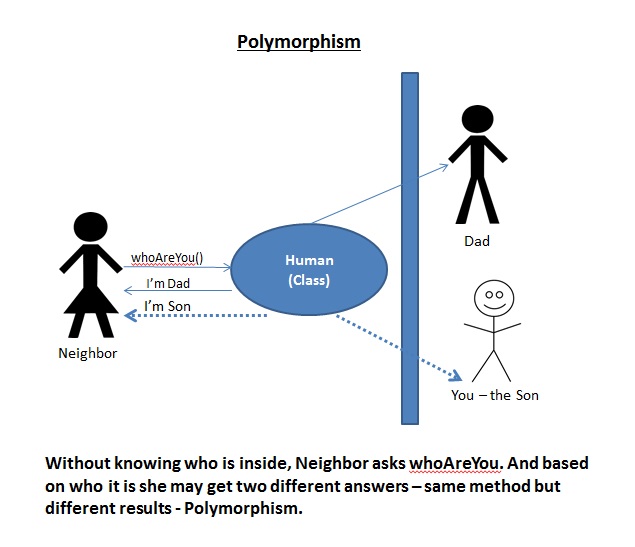 Polymorphism
whoAreYou()
I'm Dad
I'm Son
Neighbor
Human
(Class)
Dad
You – the Son
Without knowing who is inside, Neighbor asks whoAreYou. And based
on who it is she may get two different answers – same method but
different results - Polymorphism.